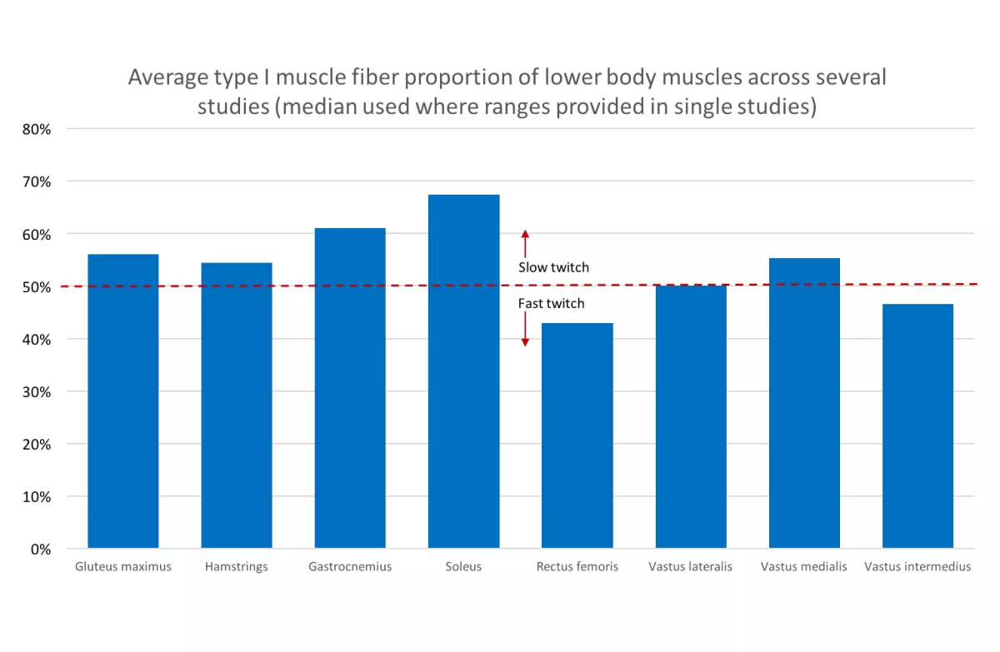 Average type I muscle fiber proportion of lower body muscles across several
studies (median used where ranges provided in single studies)
80%
70%
60%
50%
40%
30%
20%
10%
0%
Slow twitch
Fast twitch
Gluteus maximus
Hamstrings
Gastrocnemius
Soleus
Rectus femoris
Vastus lateralis
Vastus medialis
Vastus intermedius